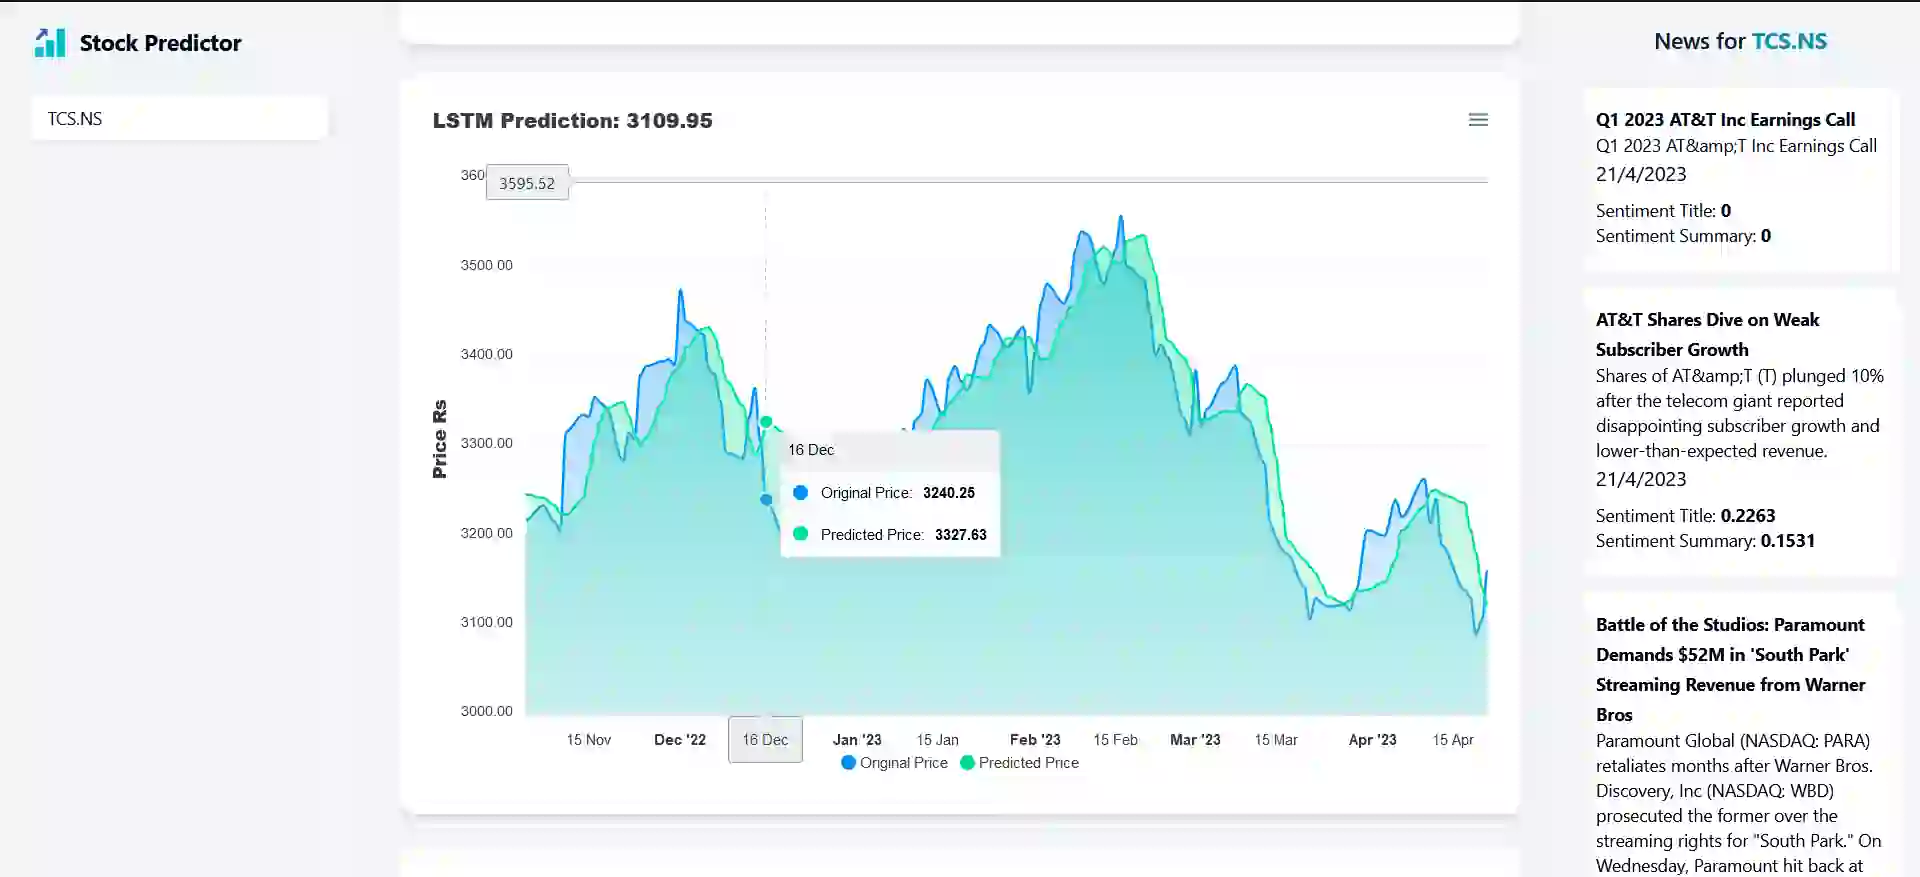 Stock Predictor
TCS.NS
LSTM Prediction: 3109.95
3595.52
3500.00
3400.00
3300.00
3200.00
3100.00
3000.00
Price Rs
16 Dec
Original Price: 3240.25
Predicted Price: 3327.63
15 Nov
Dec '22
16 Dec
Jan '23
15 Jan
Feb '23
15 Feb
Mar '23
15 Mar
Apr '23
15 Apr
Original Price
Predicted Price
News for TCS.NS
Q1 2023 AT&T Inc Earnings Call
Q1 2023 AT&amp;T Inc Earnings Call
21/4/2023
Sentiment Title: 0
Sentiment Summary: 0
AT&T Shares Dive on Weak
Subscriber Growth
Shares of AT&amp;T (T) plunged 10%
after the telecom giant reported
disappointing subscriber growth and
lower-than-expected revenue.
21/4/2023
Sentiment Title: 0.2263
Sentiment Summary: 0.1531
Battle of the Studios: Paramount
Demands $52M in 'South Park'
Streaming Revenue from Warner
Bros
Paramount Global (NASDAQ: PARA)
retaliates months after Warner Bros.
Discovery, Inc (NASDAQ: WBD)
prosecuted the former over the
streaming rights for "South Park." On
Wednesday, Paramount hit back at